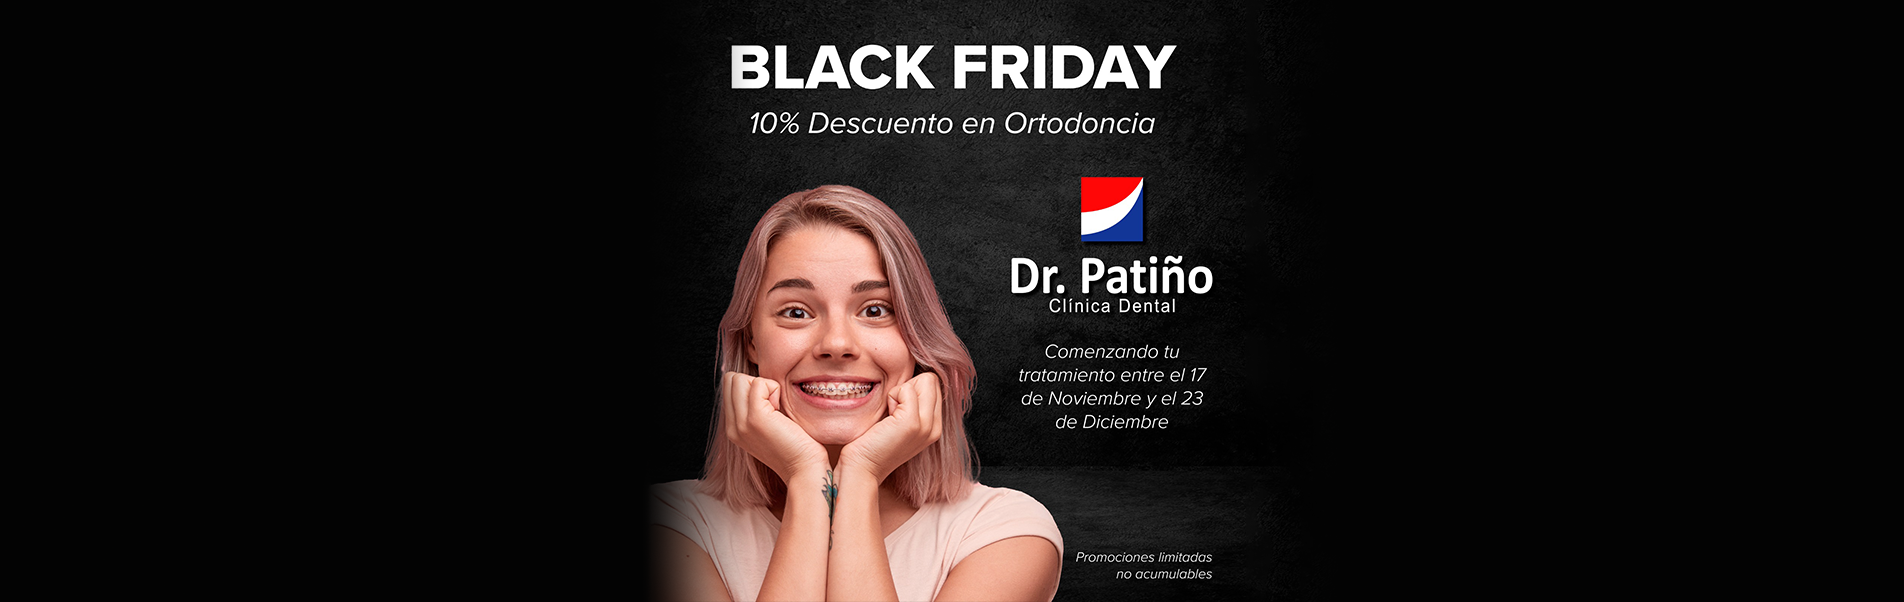 BLACK FRIDAY
10% Descuento en Ortodoncia
Dr. Patiño
Clínica Dental
Comenzando tu
tratamiento entre el 17
de Noviembre y el 23
de Diciembre
Promociones limitadas
no acumulables